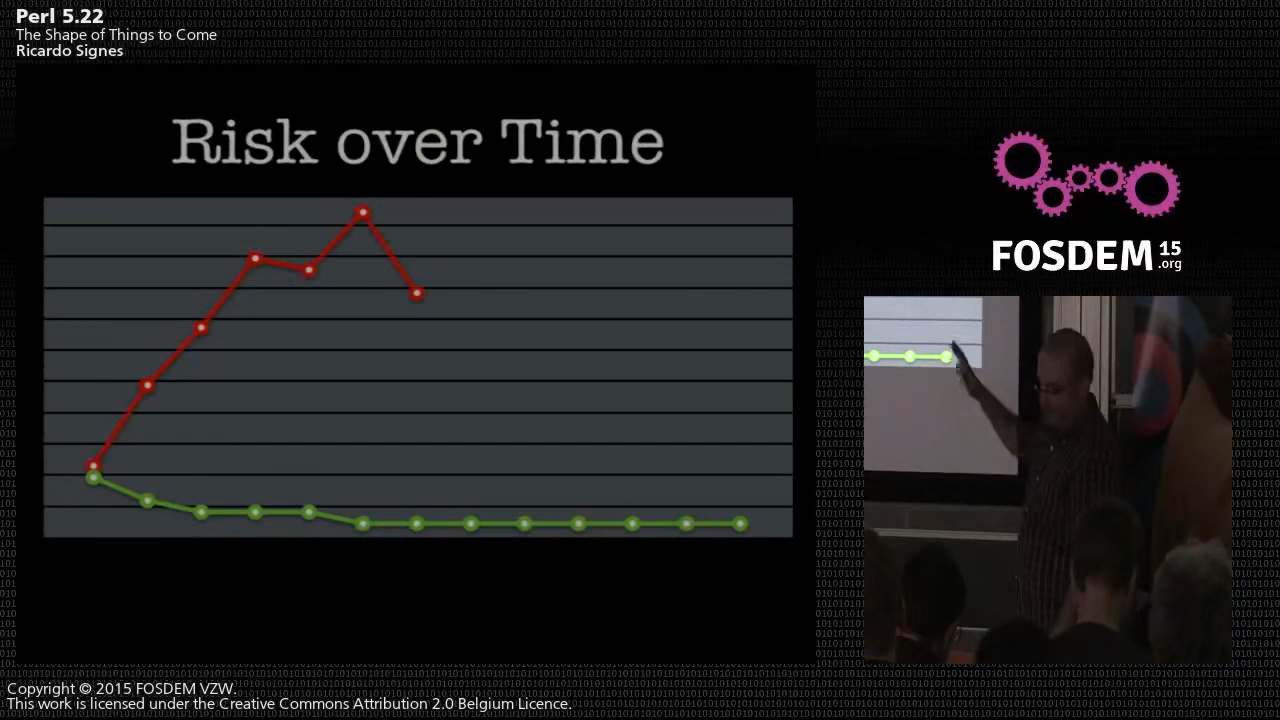 Perl 5.22
The Shape of Things to Come
Ricardo Signes
Risk over Time
FOSDEM 15
.org
Copyright © 2015 FOSDEM VZW.
This work is licensed under the Creative Commons Attribution 2.0 Belgium Licence.